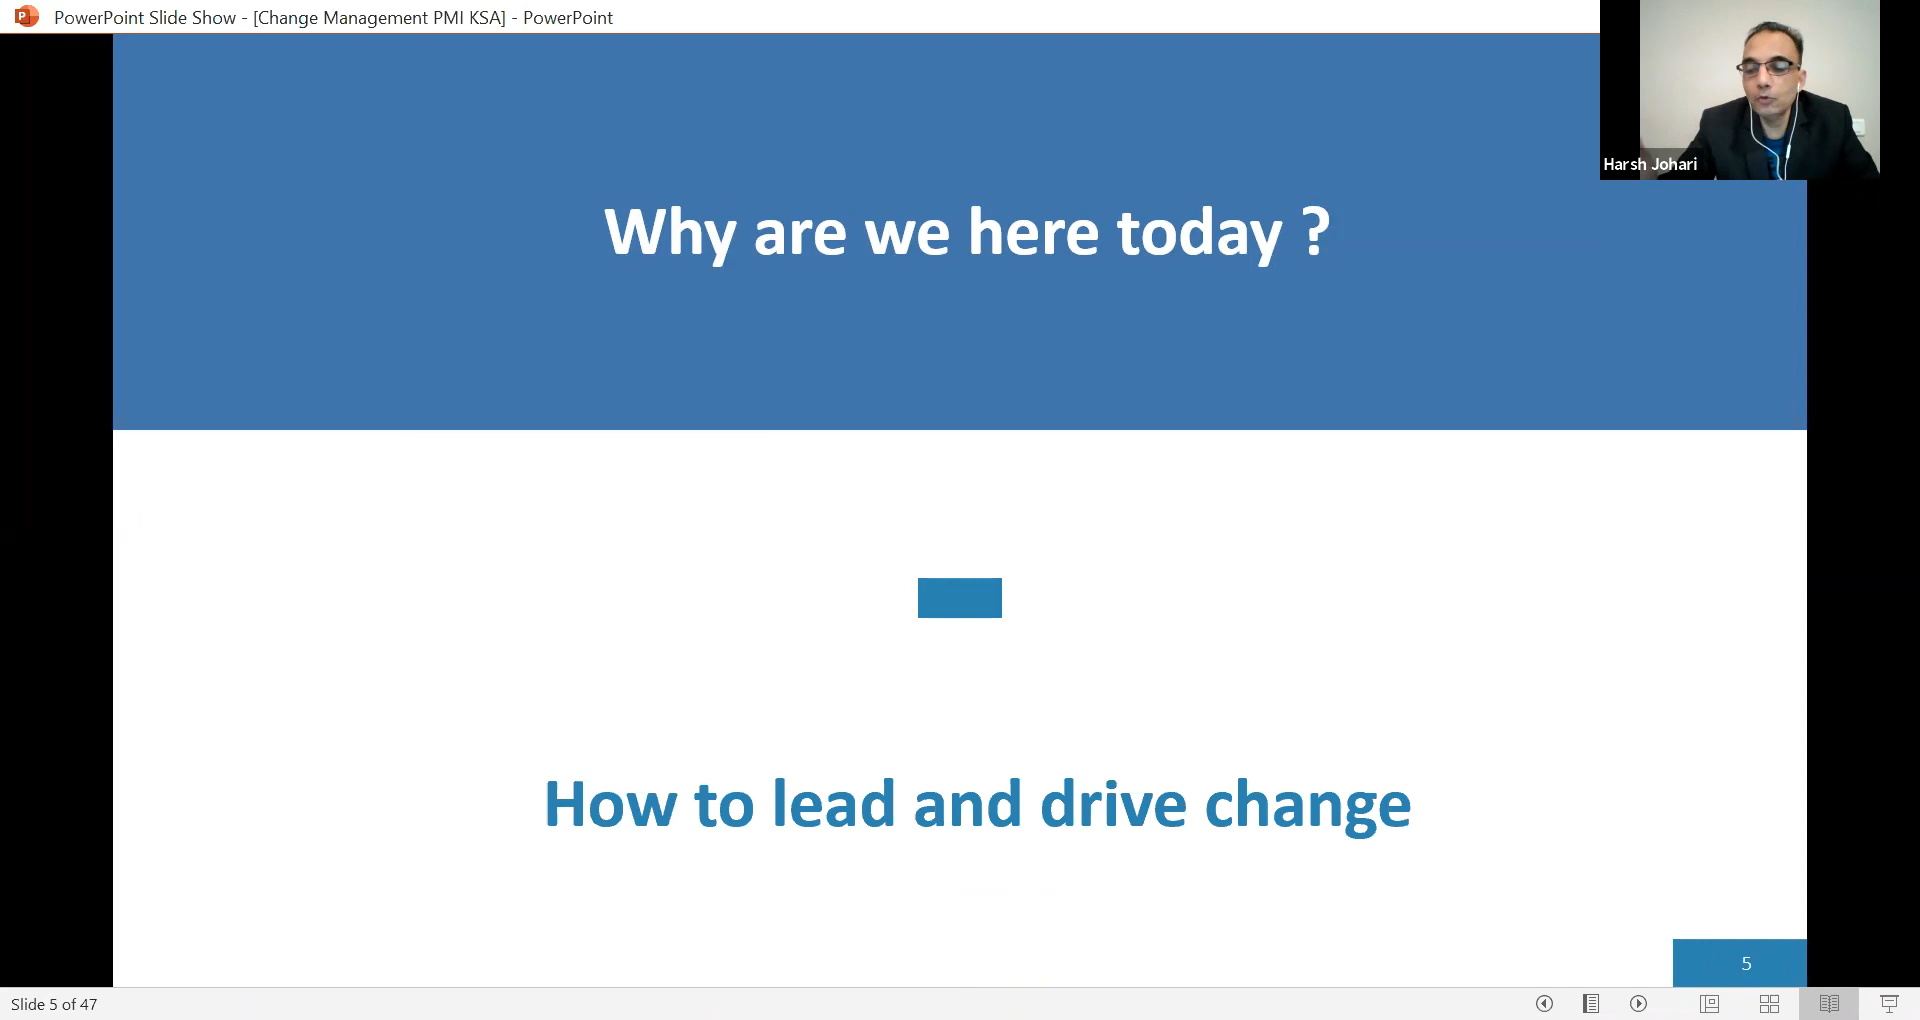 PowerPoint Slide Show - [Change Management PMI KSA] - PowerPoint
Harsh Johari
Why are we here today ?
How to lead and drive change
5
Slide 5 of 47